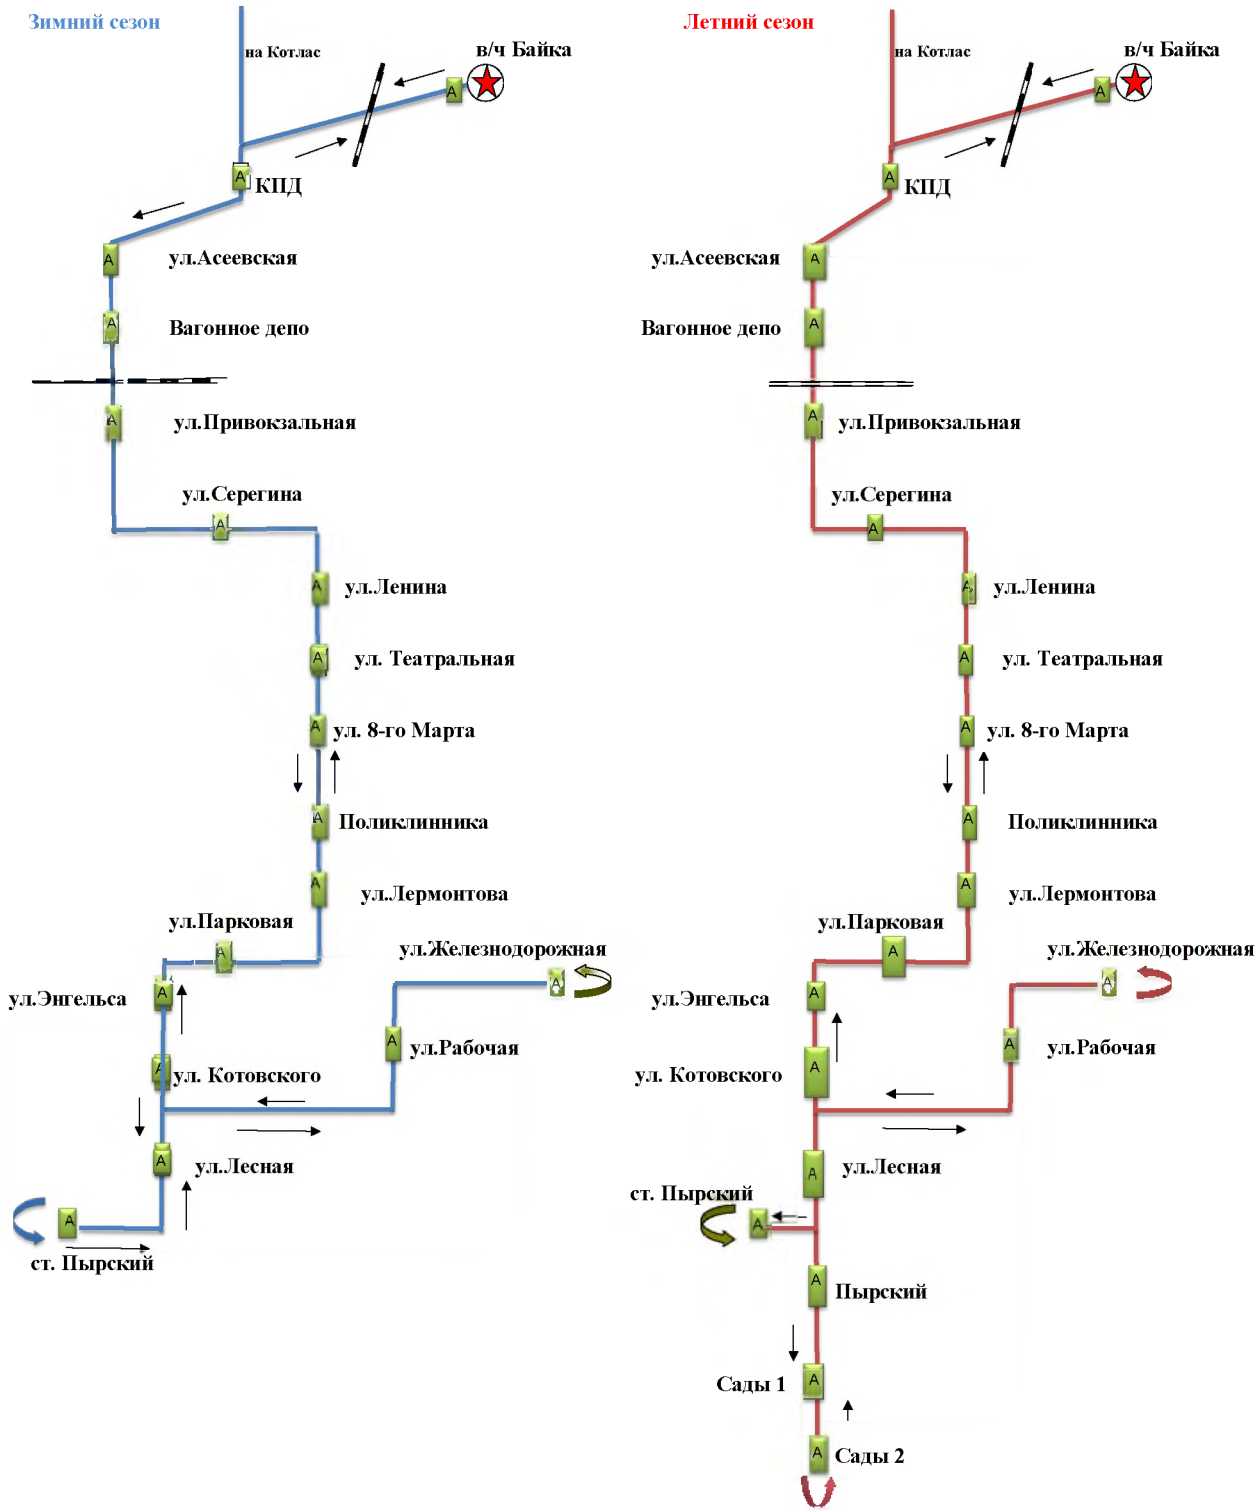 Зимний сезон
на Котлас
в/ч Байка
А
А
КПД
А
ул.Асеевская
А
Вагонное депо
А
ул.Привокзальная
ул.Серегина
А
А
ул.Ленина
А
ул. Театральная
А
ул. 8-го Марта
А
Поликлинника
А
ул.Лермонтова
ул.Парковая
А
ул.Железнодорожная
А
ул.Энгельса
А
А
ул.Рабочая
А
ул. Котовского
А
ул.Лесная
А
ст. Пырский
Летний сезон
на Котлас
в/ч Байка
А
А
КПД
ул.Асеевская
А
Вагонное депо
А
А
ул.Привокзальная
ул.Серегина
А
А
ул.Ленина
А
ул. Театральная
А
ул. 8-го Марта
А
Поликлинника
А
ул.Лермонтова
ул.Парковая
А
ул.Железнодорожная
А
ул.Энгельса
А
А
ул.Рабочая
ул. Котовского
А
А
ул.Лесная
ст. Пырский
А
А
Пырский
Сады 1
А
А
Сады 2